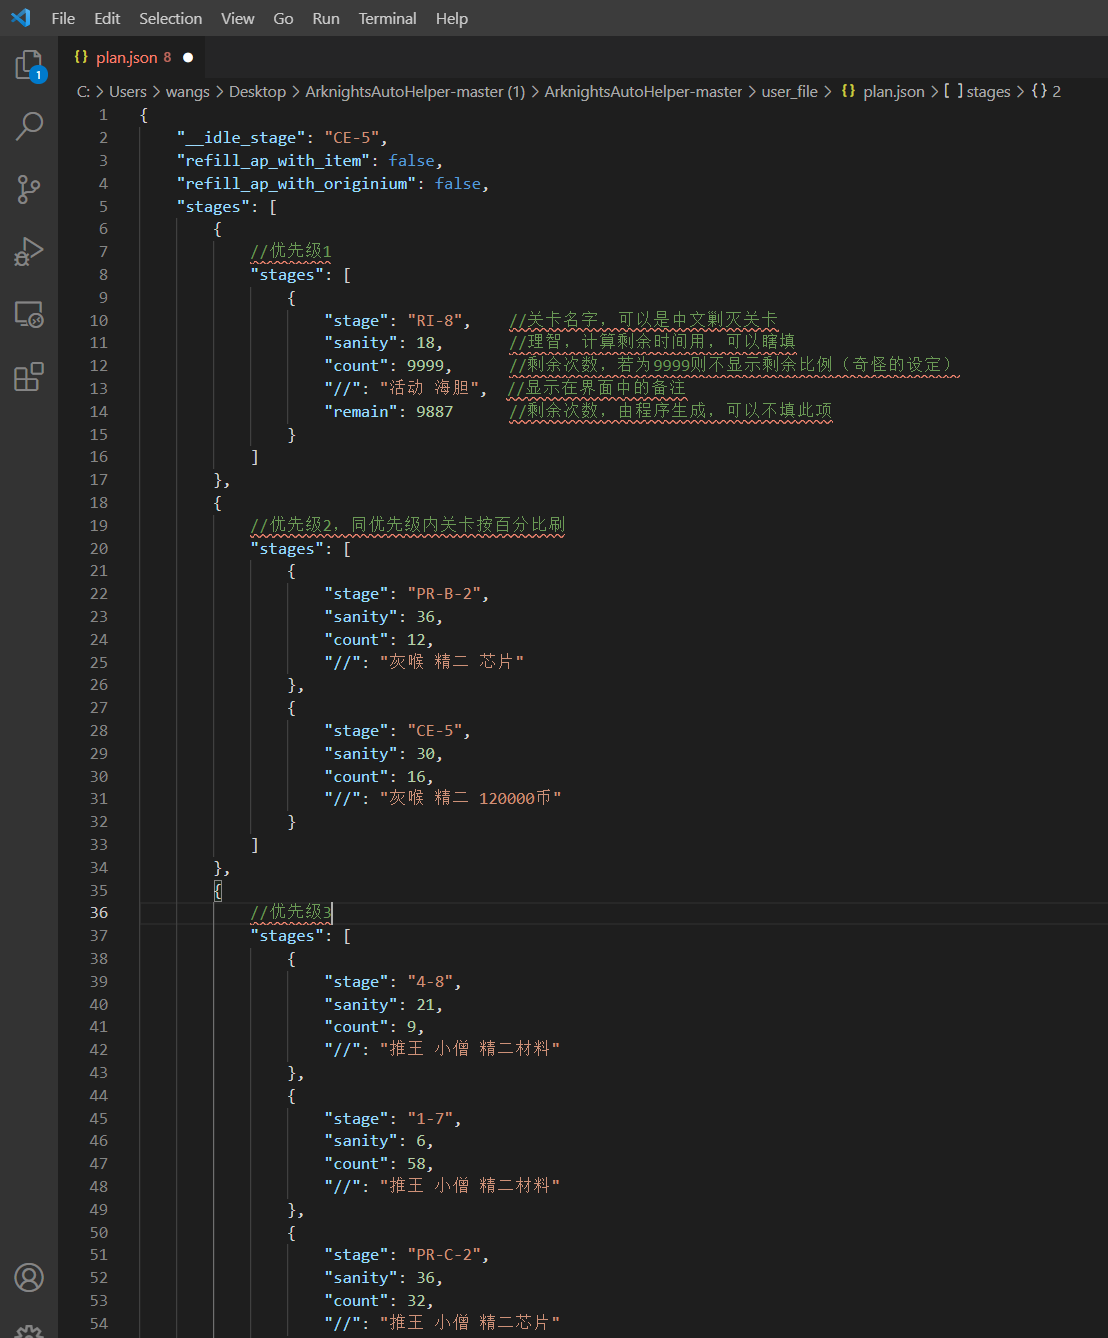 File Edit Selection View Go Run Terminal Help
{} plan.json 8 ●
1
C: > Users > wangs > Desktop > ArknightsAutoHelper-master (1) > ArknightsAutoHelper-master > user_file > {} plan.json > [ ] stages > {} 2
1 {
2 "__idle_stage": "CE-5",
3 "refill_ap_with_item": false,
4 "refill_ap_with_originium": false,
5 "stages": [
6 {
7 //优先级1
8 "stages": [
9 {
10 "stage": "RI-8", //关卡名字，可以是中文剿灭关卡
11 "sanity": 18, //理智，计算剩余时间用，可以瞎填
12 "count": 9999, //剩余次数，若为9999则不显示剩余比例（奇怪的设定）
13 "//": "活动 海胆", //显示在界面中的备注
14 "remain": 9887 //剩余次数，由程序生成，可以不填此项
15 }
16 ]
17 },
18 {
19 //优先级2，同优先级内关卡按百分比刷
20 "stages": [
21 {
22 "stage": "PR-B-2",
23 "sanity": 36,
24 "count": 12,
25 "//": "灰喉 精二 芯片"
26 },
27 {
28 "stage": "CE-5",
29 "sanity": 30,
30 "count": 16,
31 "//": "灰喉 精二 120000币"
32 }
33 ]
34 },
35 {
36 //优先级3
37 "stages": [
38 {
39 "stage": "4-8",
40 "sanity": 21,
41 "count": 9,
42 "//": "推王 小僧 精二材料"
43 },
44 {
45 "stage": "1-7",
46 "sanity": 6,
47 "count": 58,
48 "//": "推王 小僧 精二材料"
49 },
50 {
51 "stage": "PR-C-2",
52 "sanity": 36,
53 "count": 32,
54 "//": "推王 小僧 精二芯片"